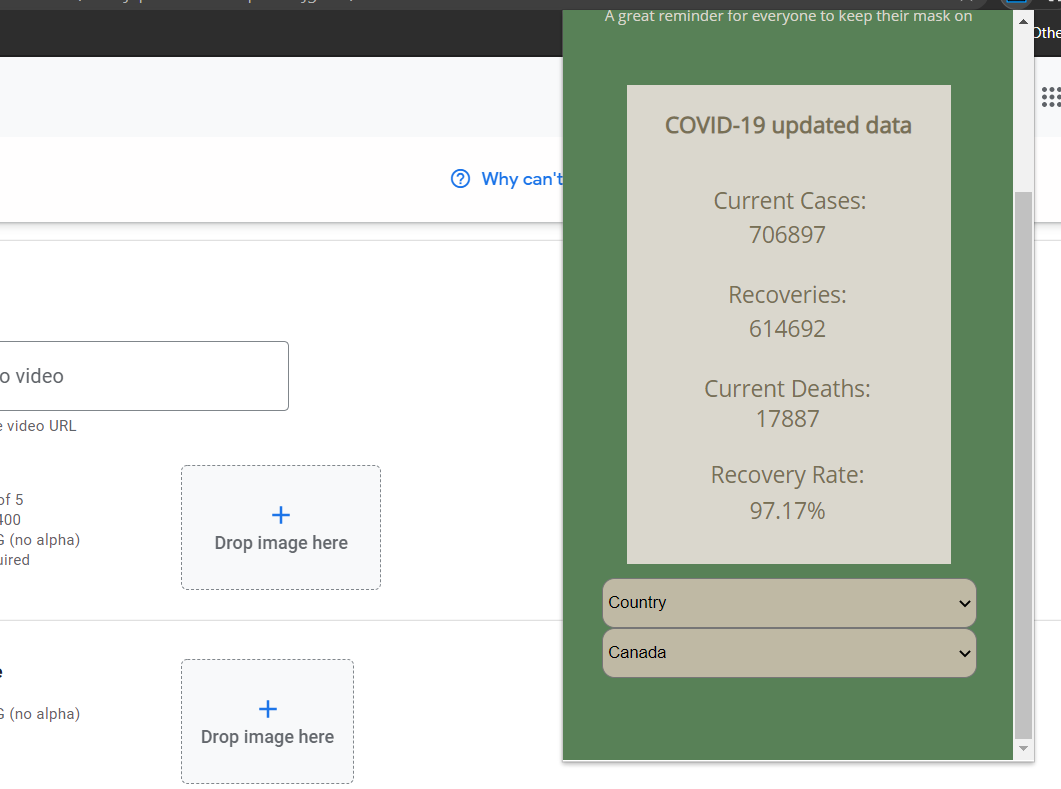 A great reminder for everyone to keep their mask on
Othe
COVID-19 updated data
Why can't
Current Cases:
706897
Recoveries:
614692
Current Deaths:
17887
Recovery Rate:
97.17%
Country
Canada
o video
e video URL
of 5
400
G (no alpha)
uired
Drop image here
G (no alpha)
Drop image here